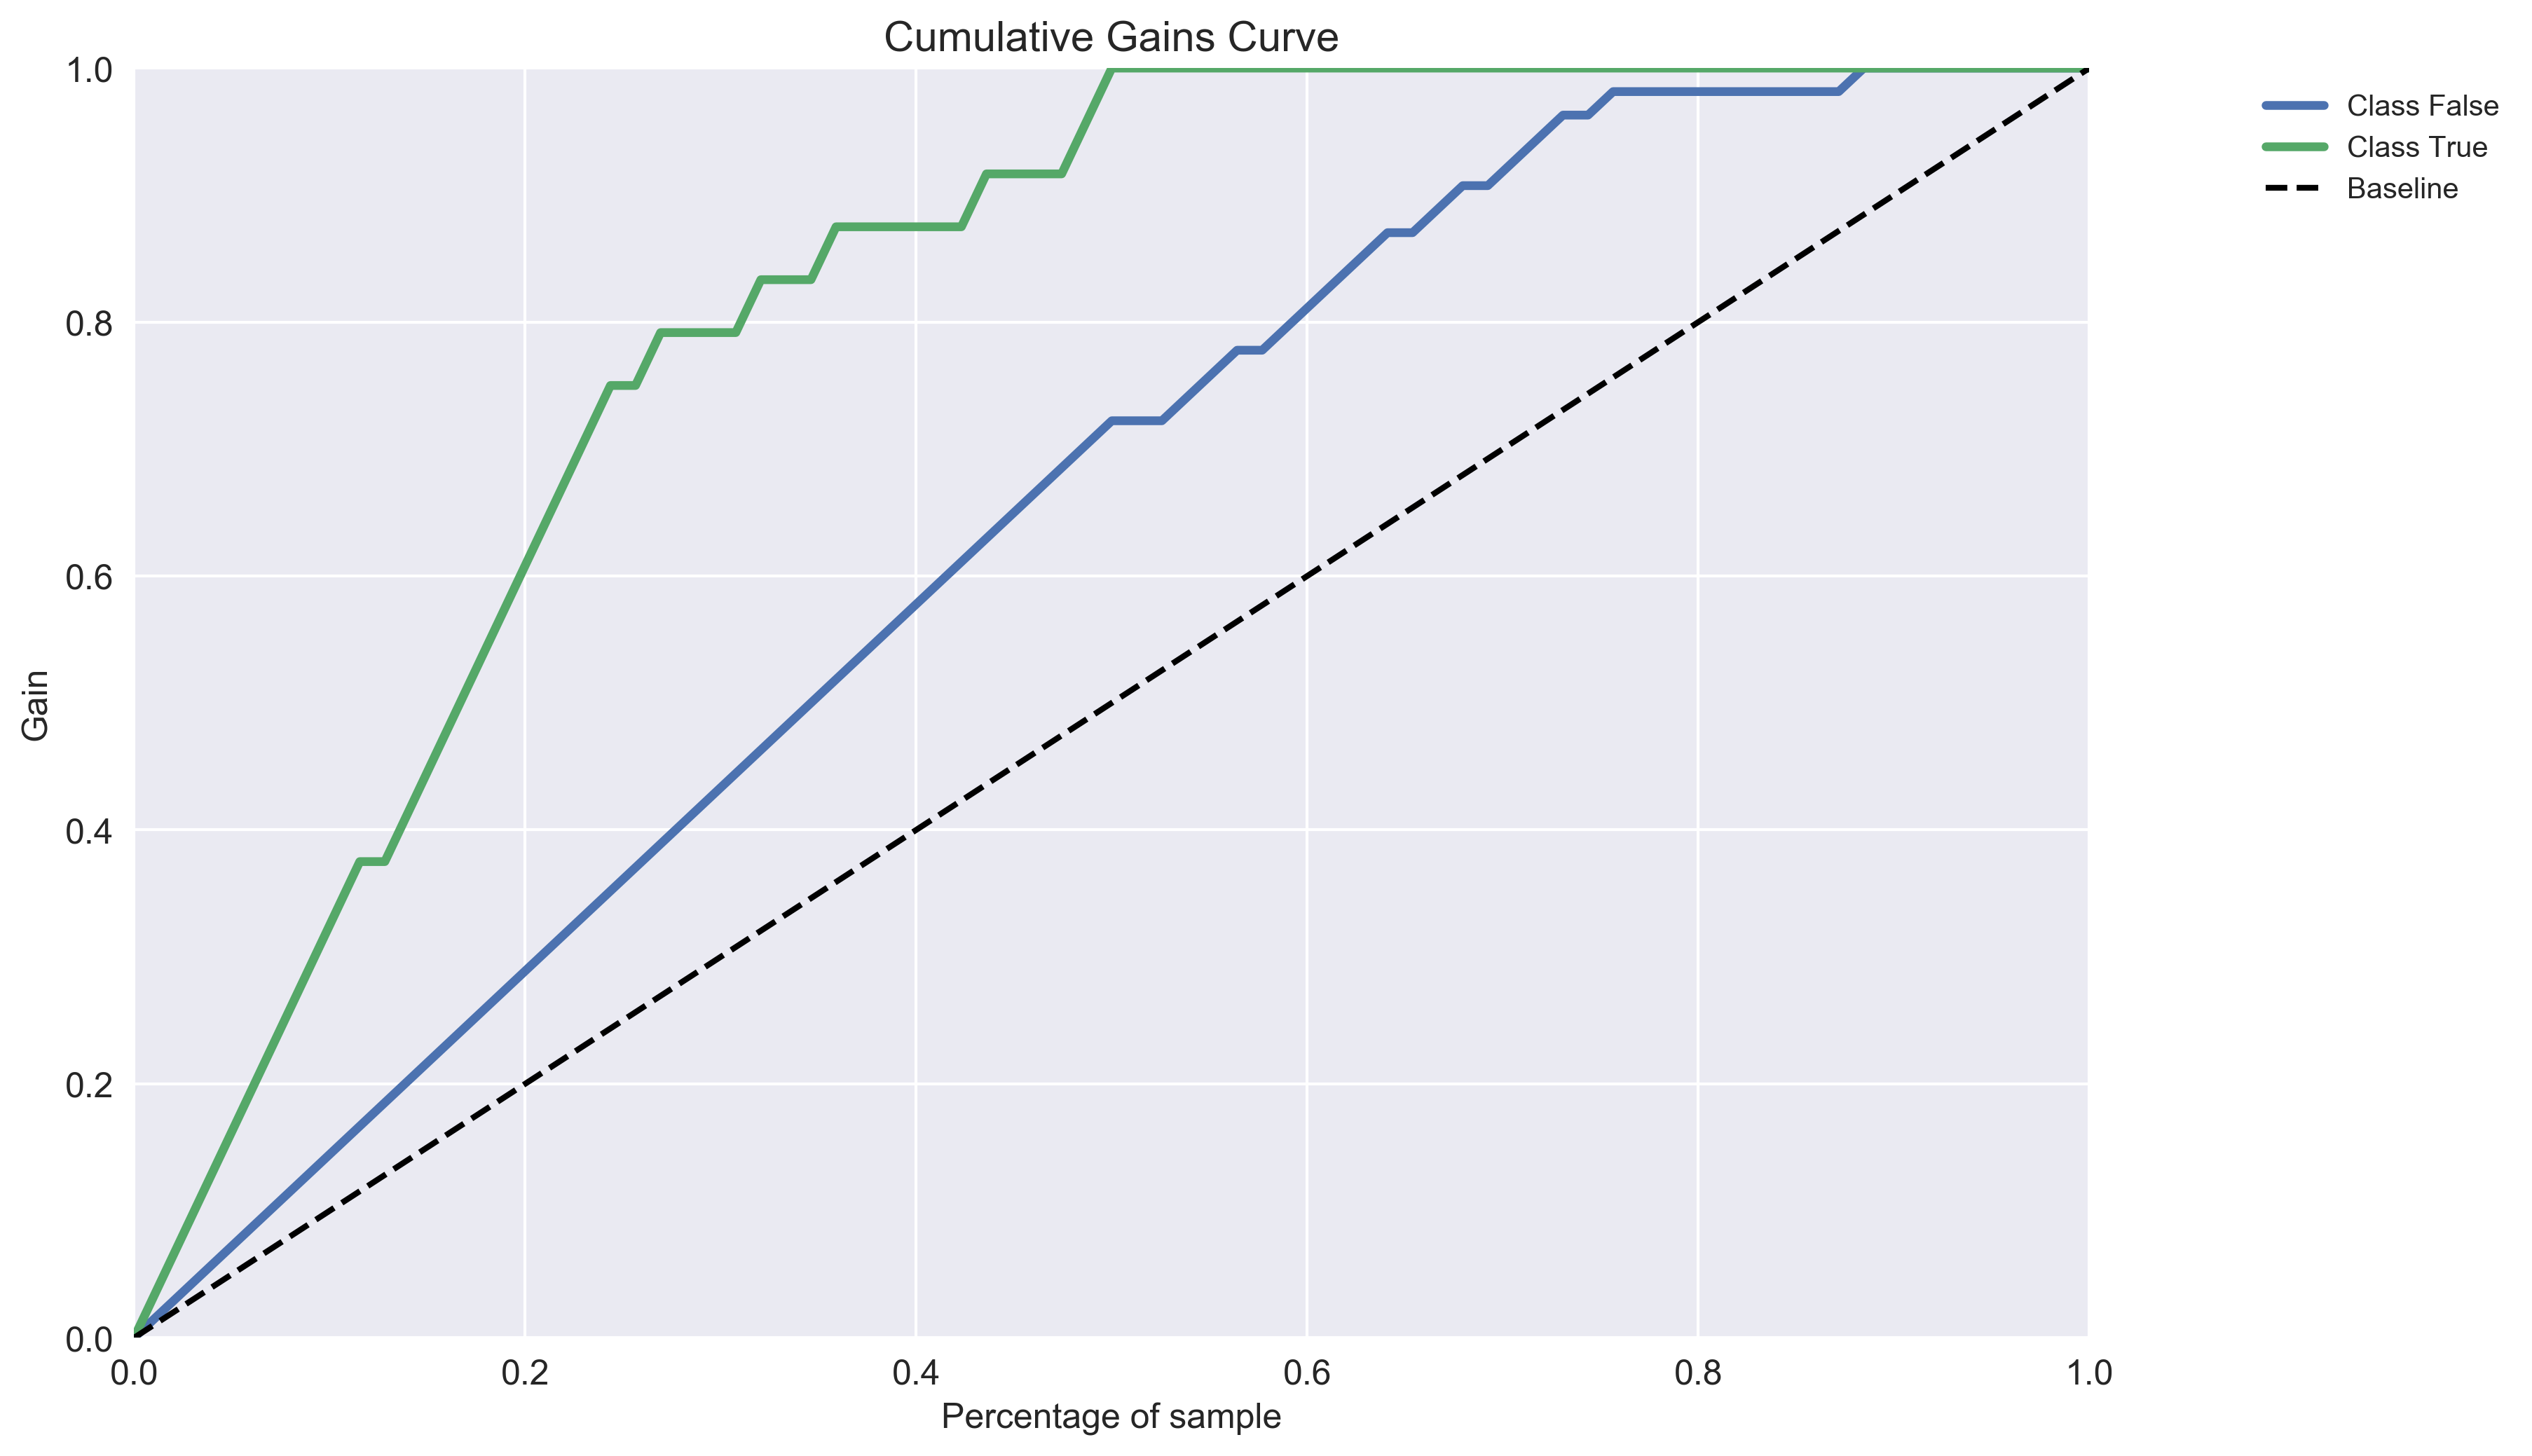 Cumulative Gains Curve
1.0
0.8
0.6
0.4
0.2
0.0
Gain
0.0 0.2 0.4 0.6 0.8 1.0
Percentage of sample
Class False
Class True
Baseline